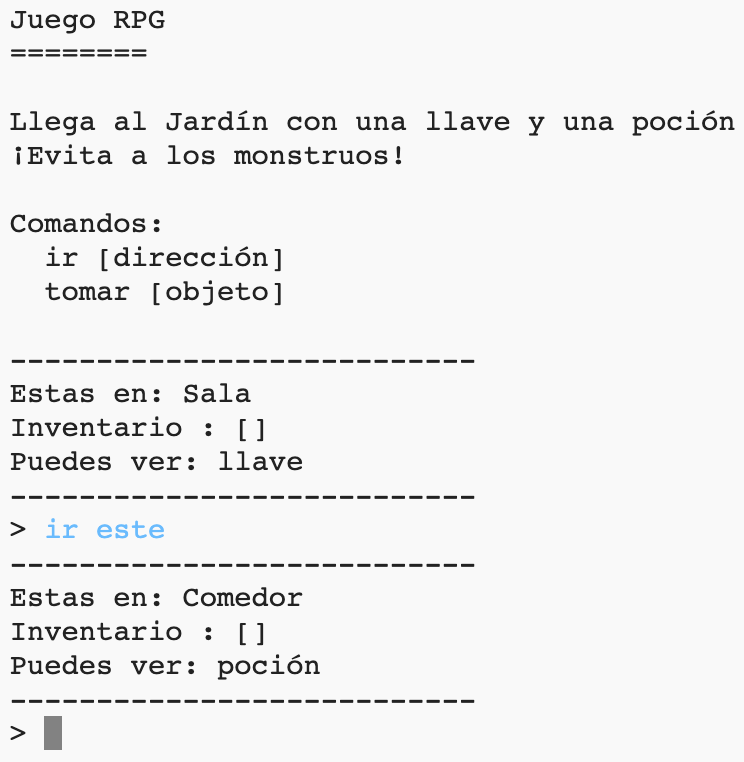 Juego RPG
========
Llega al Jardín con una llave y una poción
¡Evita a los monstruos!
Comandos:
  ir [dirección]
  tomar [objeto]
---------------------------
Estas en: Sala
Inventario : []
Puedes ver: llave
---------------------------
> ir este
---------------------------
Estas en: Comedor
Inventario : []
Puedes ver: poción
---------------------------
>